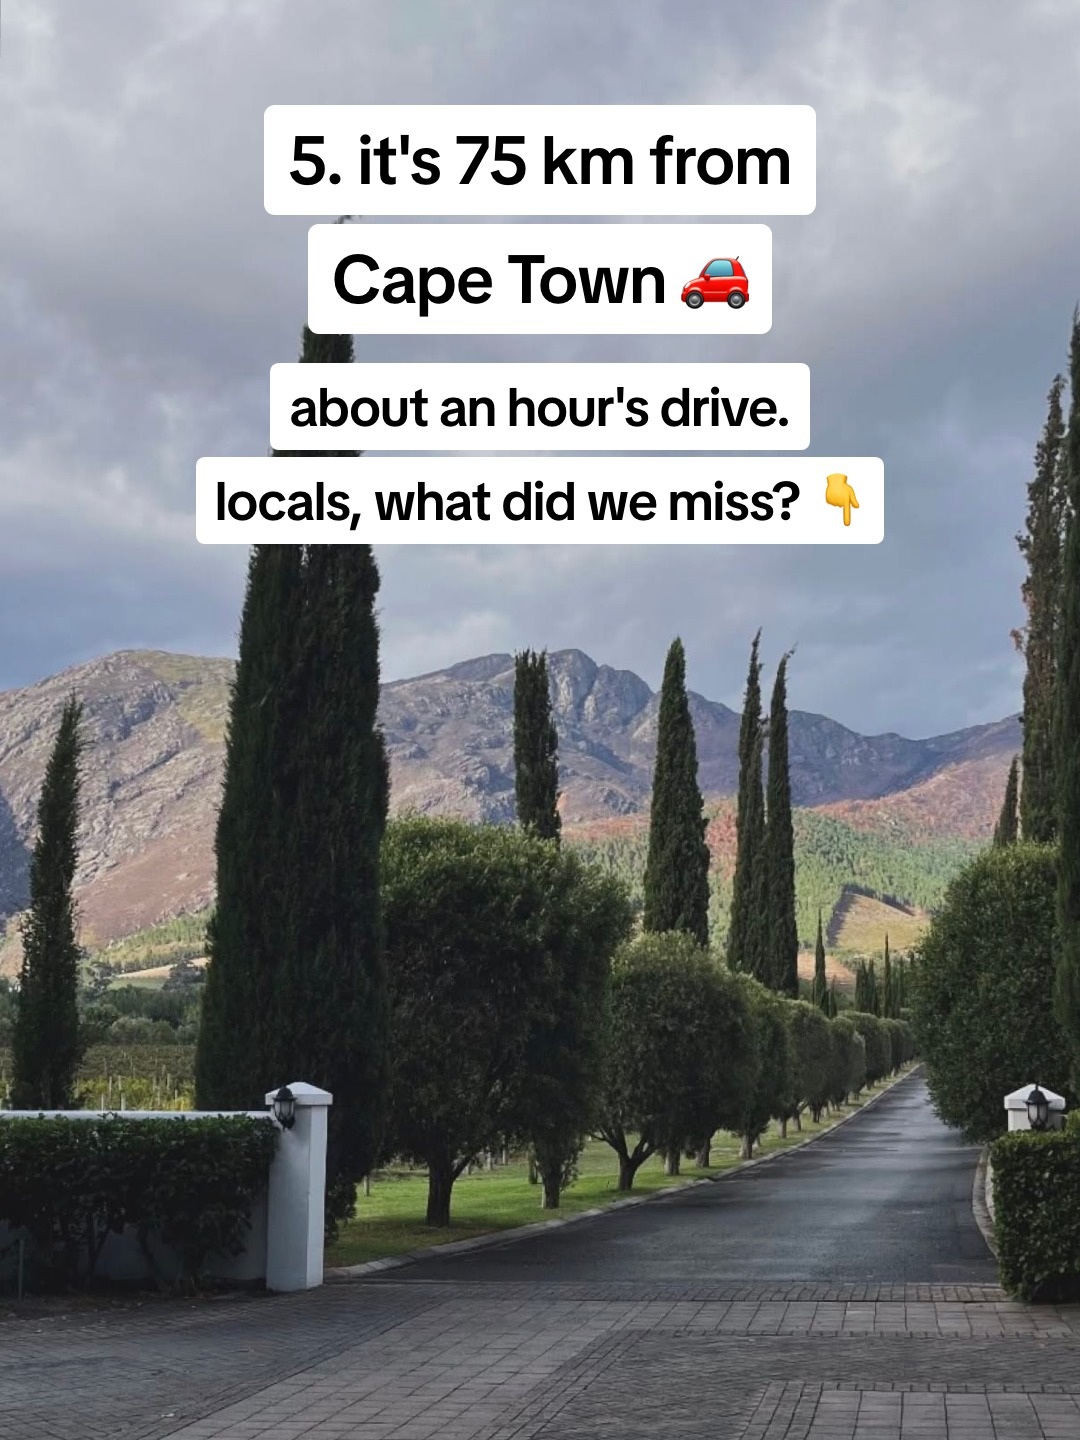 5. it's 75 km from
Cape Town 🚗
about an hour's drive.
locals, what did we miss? 👇